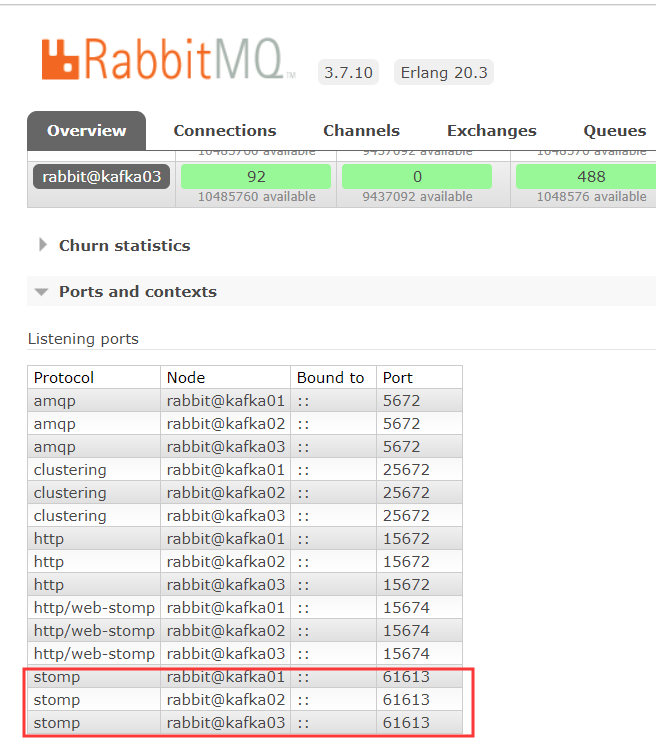 RabbitMQ TM 3.7.10 Erlang 20.3
Overview Connections Channels Exchanges Queues
10485760 available 9437092 available 1048576 available
rabbit@kafka03 92 0 488
10485760 available 9437092 available 1048576 available
Churn statistics
Ports and contexts
Listening ports
Protocol Node Bound to Port
amqp rabbit@kafka01 :: 5672
amqp rabbit@kafka02 :: 5672
amqp rabbit@kafka03 :: 5672
clustering rabbit@kafka01 :: 25672
clustering rabbit@kafka02 :: 25672
clustering rabbit@kafka03 :: 25672
http rabbit@kafka01 :: 15672
http rabbit@kafka02 :: 15672
http rabbit@kafka03 :: 15672
http/web-stomp rabbit@kafka01 :: 15674
http/web-stomp rabbit@kafka02 :: 15674
http/web-stomp rabbit@kafka03 :: 15674
stomp rabbit@kafka01 :: 61613
stomp rabbit@kafka02 :: 61613
stomp rabbit@kafka03 :: 61613